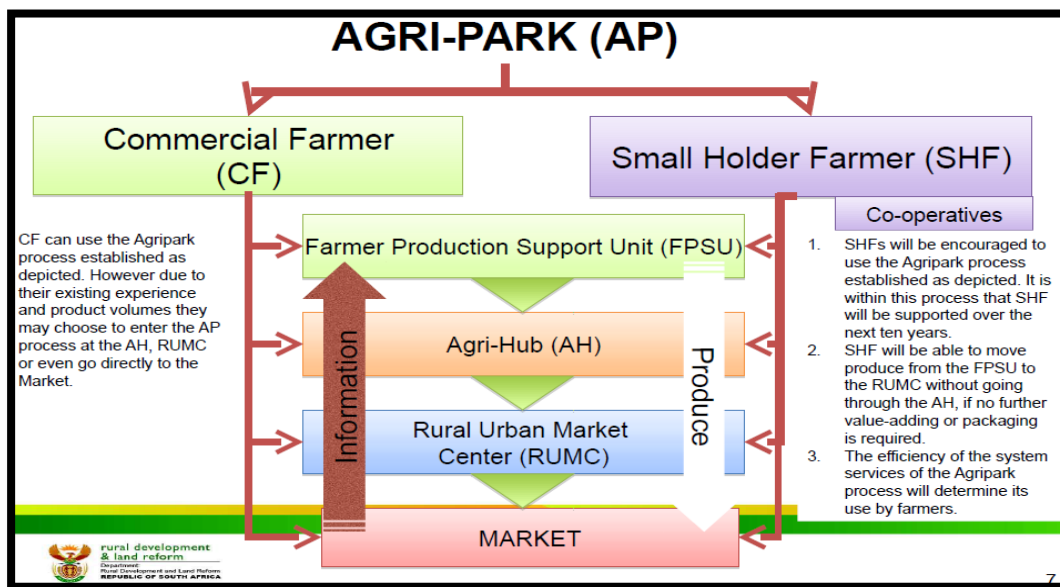 AGRI-PARK (AP)
Commercial Farmer
(CF)
Small Holder Farmer (SHF)
CF can use the Agripark
process established as
depicted. However due to
their existing experience
and product volumes they
may choose to enter the AP
process at the AH, RUMC
or even go directly to the
Market.
Farmer Production Support Unit (FPSU)
Agri-Hub (AH)
Rural Urban Market
Center (RUMC)
MARKET
Information
Produce
Co-operatives
1. SHFs will be encouraged to
use the Agripark process
established as depicted. It is
within this process that SHF
will be supported over the
next ten years.
2. SHF will be able to move
produce from the FPSU to
the RUMC without going
through the AH, if no further
value-adding or packaging
is required.
3. The efficiency of the system
services of the Agripark
process will determine its
use by farmers.
rural development
& land reform
Department:
Rural Development and Land Reform
REPUBLIC OF SOUTH AFRICA
7